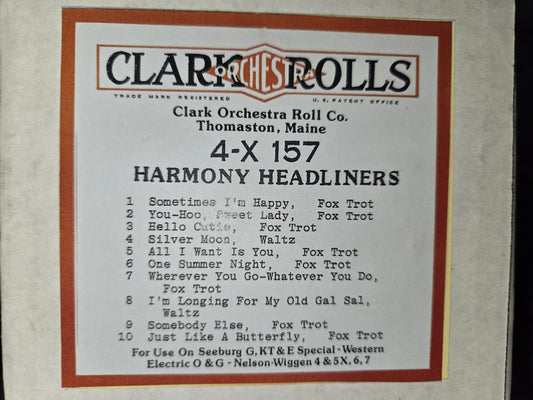 CLARK ORCHESTRA ROLLS
TRADE MARK REGISTERED U.S. PATENT OFFICE
Clark Orchestra Roll Co.
Thomaston, Maine
4-X 157
HARMONY HEADLINERS
1 Sometimes I'm Happy, Fox Trot
2 You-Hoo, Sweet Lady, Fox Trot
3 Hello Cutie, Fox Trot
4 Silver Moon, Waltz
5 All I Want Is You, Fox Trot
6 One Summer Night, Fox Trot
7 Wherever You Go-Whatever You Do,
Fox Trot
8 I'm Longing For My Old Gal Sal,
Waltz
9 Somebody Else, Fox Trot
10 Just Like A Butterfly, Fox Trot
For Use On Seeburg G, KT & E Special - Western
Electric O & G - Nelson-Wiggen 4 & 5X, 6, 7